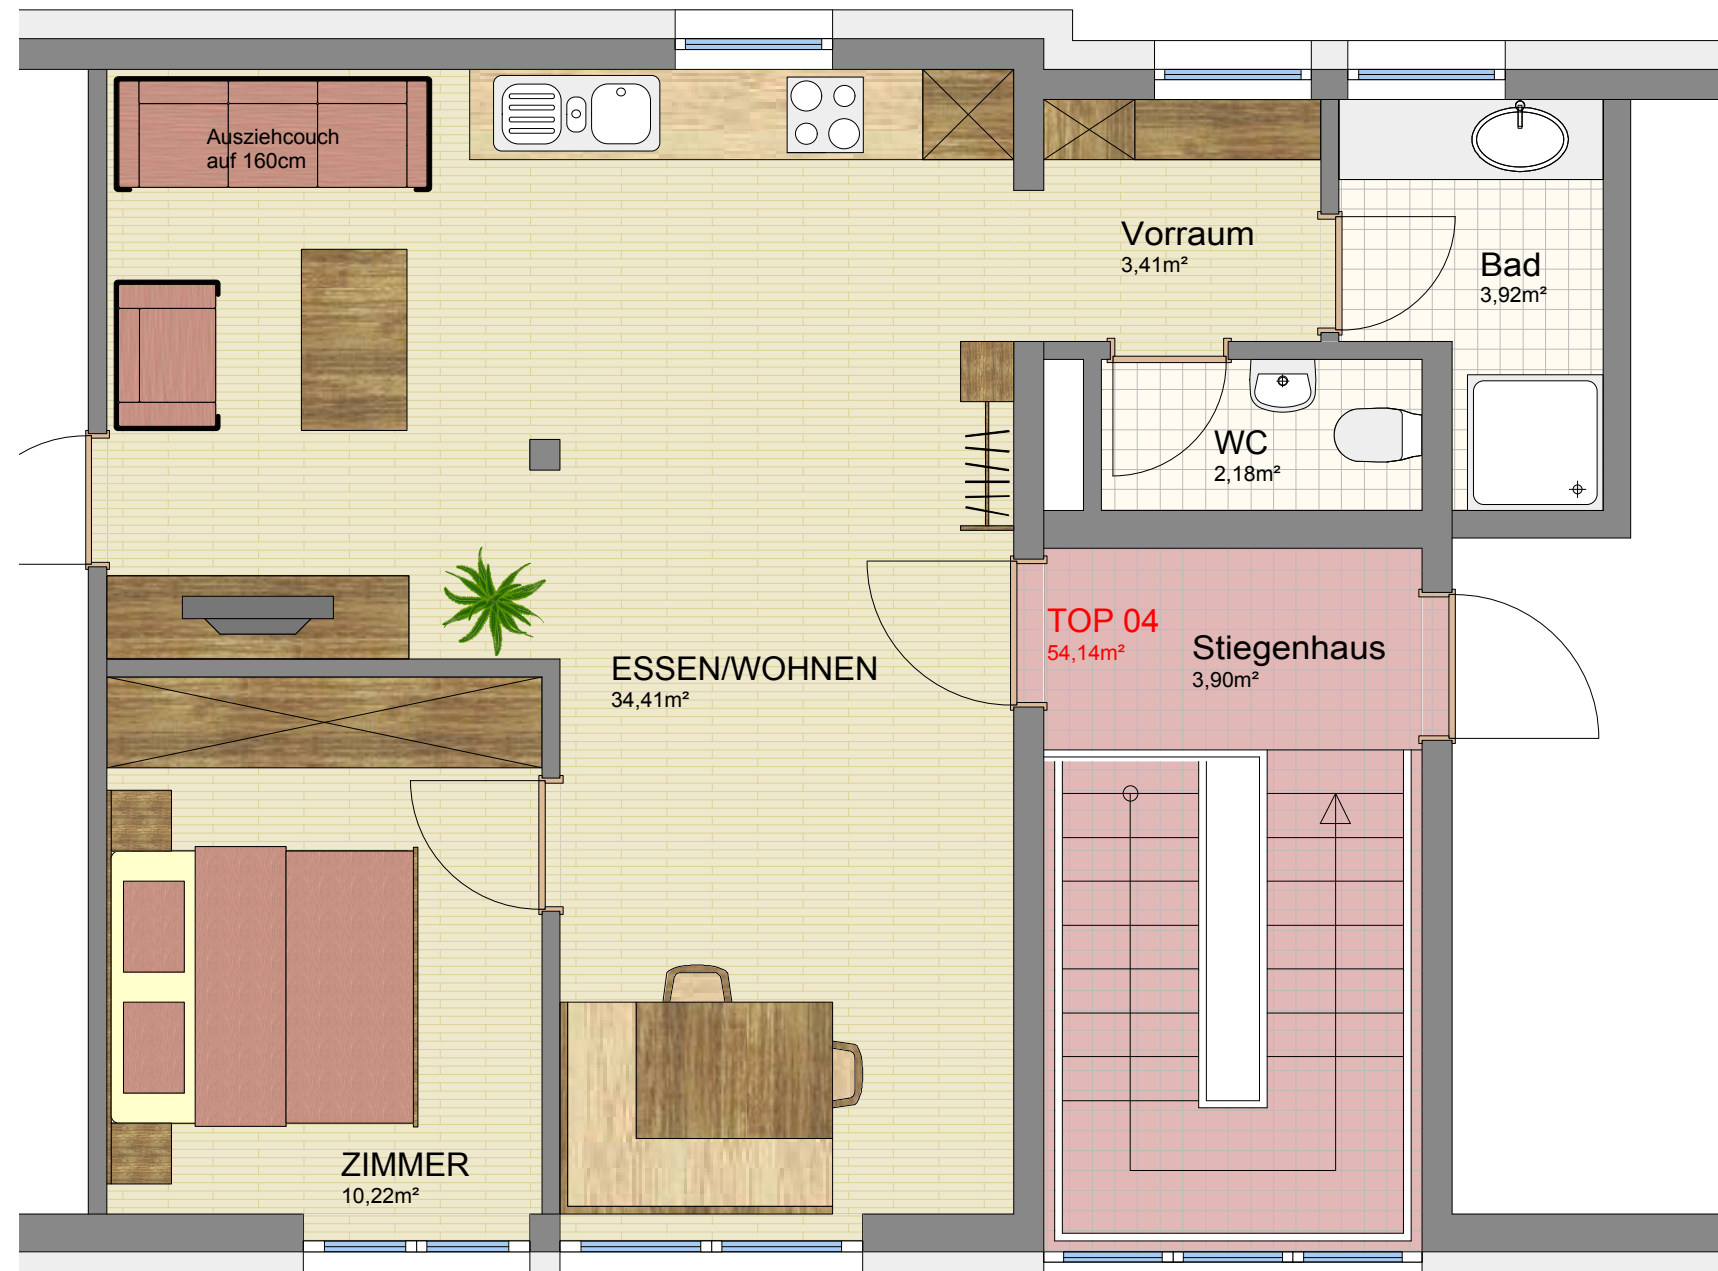 Ausziehcouch
auf 160cm
Vorraum
3,41m²
Bad
3,92m²
WC
2,18m²
TOP 04
54,14m²
Stiegenhaus
3,90m²
ESSEN/WOHNEN
34,41m²
ZIMMER
10,22m²